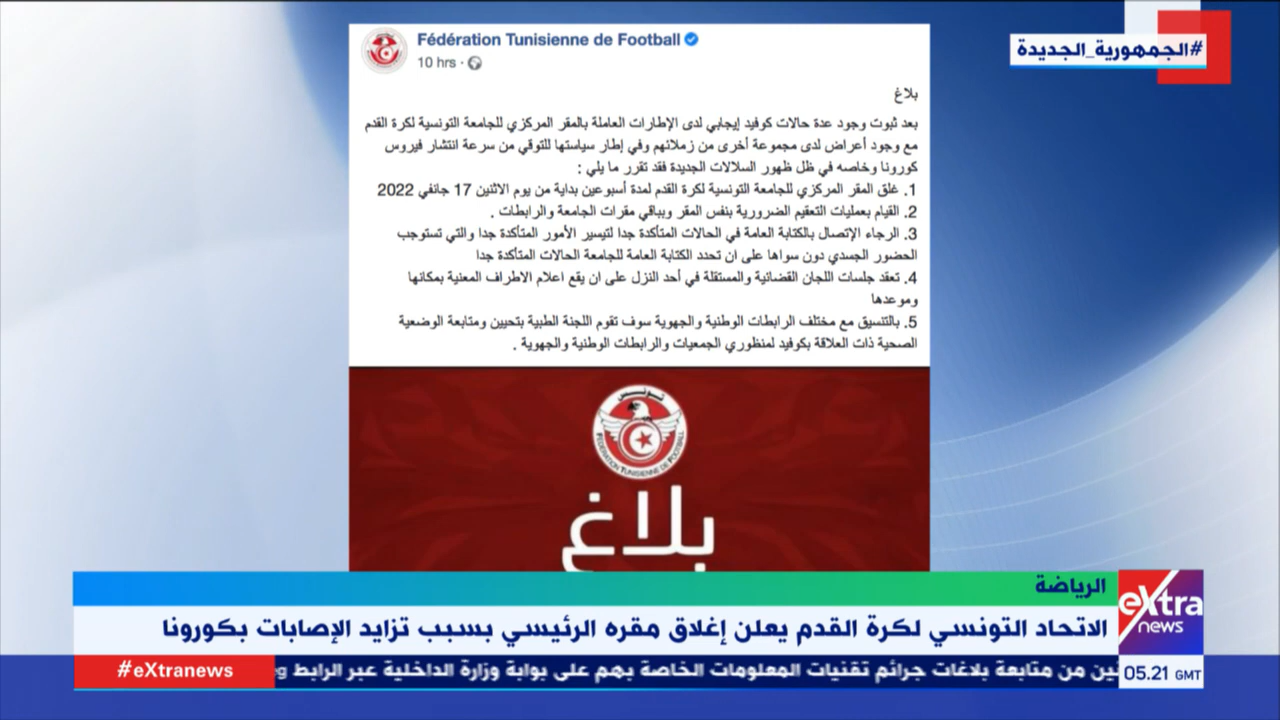 #الجمهورية_الجديدة
Fédération Tunisienne de Football
10 hrs ·
بلاغ
بعد ثبوت وجود عدة حالات كوفيد إيجابي لدى الإطارات العاملة بالمقر المركزي للجامعة التونسية لكرة القدم
مع وجود أعراض لدى مجموعة أخرى من زملائهم وفي إطار سياستها للتوقي من سرعة انتشار فيروس
كورونا وخاصه في ظل ظهور السلالات الجديدة فقد تقرر ما يلي :
1. غلق المقر المركزي للجامعة التونسية لكرة القدم لمدة أسبوعين بداية من يوم الاثنين 17 جانفي 2022
2. القيام بعمليات التعقيم الضرورية بنفس المقر وبباقي مقرات الجامعة والرابطات .
3. الرجاء الإتصال بالكتابة العامة في الحالات المتأكدة جدا لتيسير الأمور المتأكدة جدا والتي تستوجب
الحضور الجسدي دون سواها على ان تحدد الكتابة العامة للجامعة الحالات المتأكدة جدا
4. تعقد جلسات اللجان القضائية والمستقلة في أحد النزل على ان يقع اعلام الاطراف المعنية بمكانها
وموعدها
5. بالتنسيق مع مختلف الرابطات الوطنية والجهوية سوف تقوم اللجنة الطبية بتحيين ومتابعة الوضعية
الصحية ذات العلاقة بكوفيد لمنظوري الجمعيات والرابطات الوطنية والجهوية .
تونس
FÉDÉRATION TUNISIENNE DE FOOTBALL
بلاغ
الرياضة
الاتحاد التونسي لكرة القدم يعلن إغلاق مقره الرئيسي بسبب تزايد الإصابات بكورونا
eXtra
news
#eXtranews
من متابعة بلاغات جرائم تقنيات المعلومات الخاصة بهم على بوابة وزارة الداخلية عبر الرابط
05.21 GMT